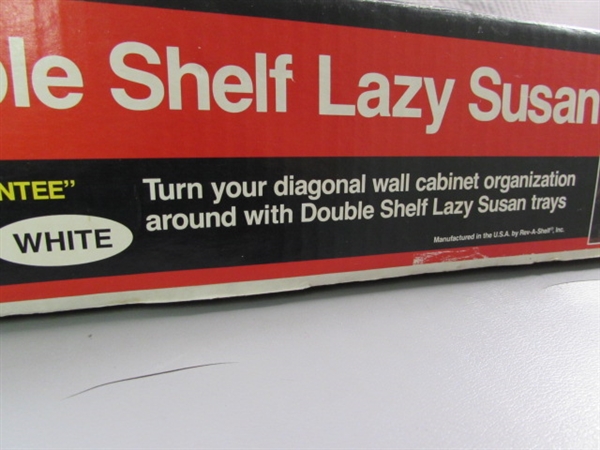 ble Shelf Lazy Susan
NTEE”
Turn your diagonal wall cabinet organization
around with Double Shelf Lazy Susan trays
WHITE
Manufactured in the U.S.A. by Rev-A-Shelf®, Inc.